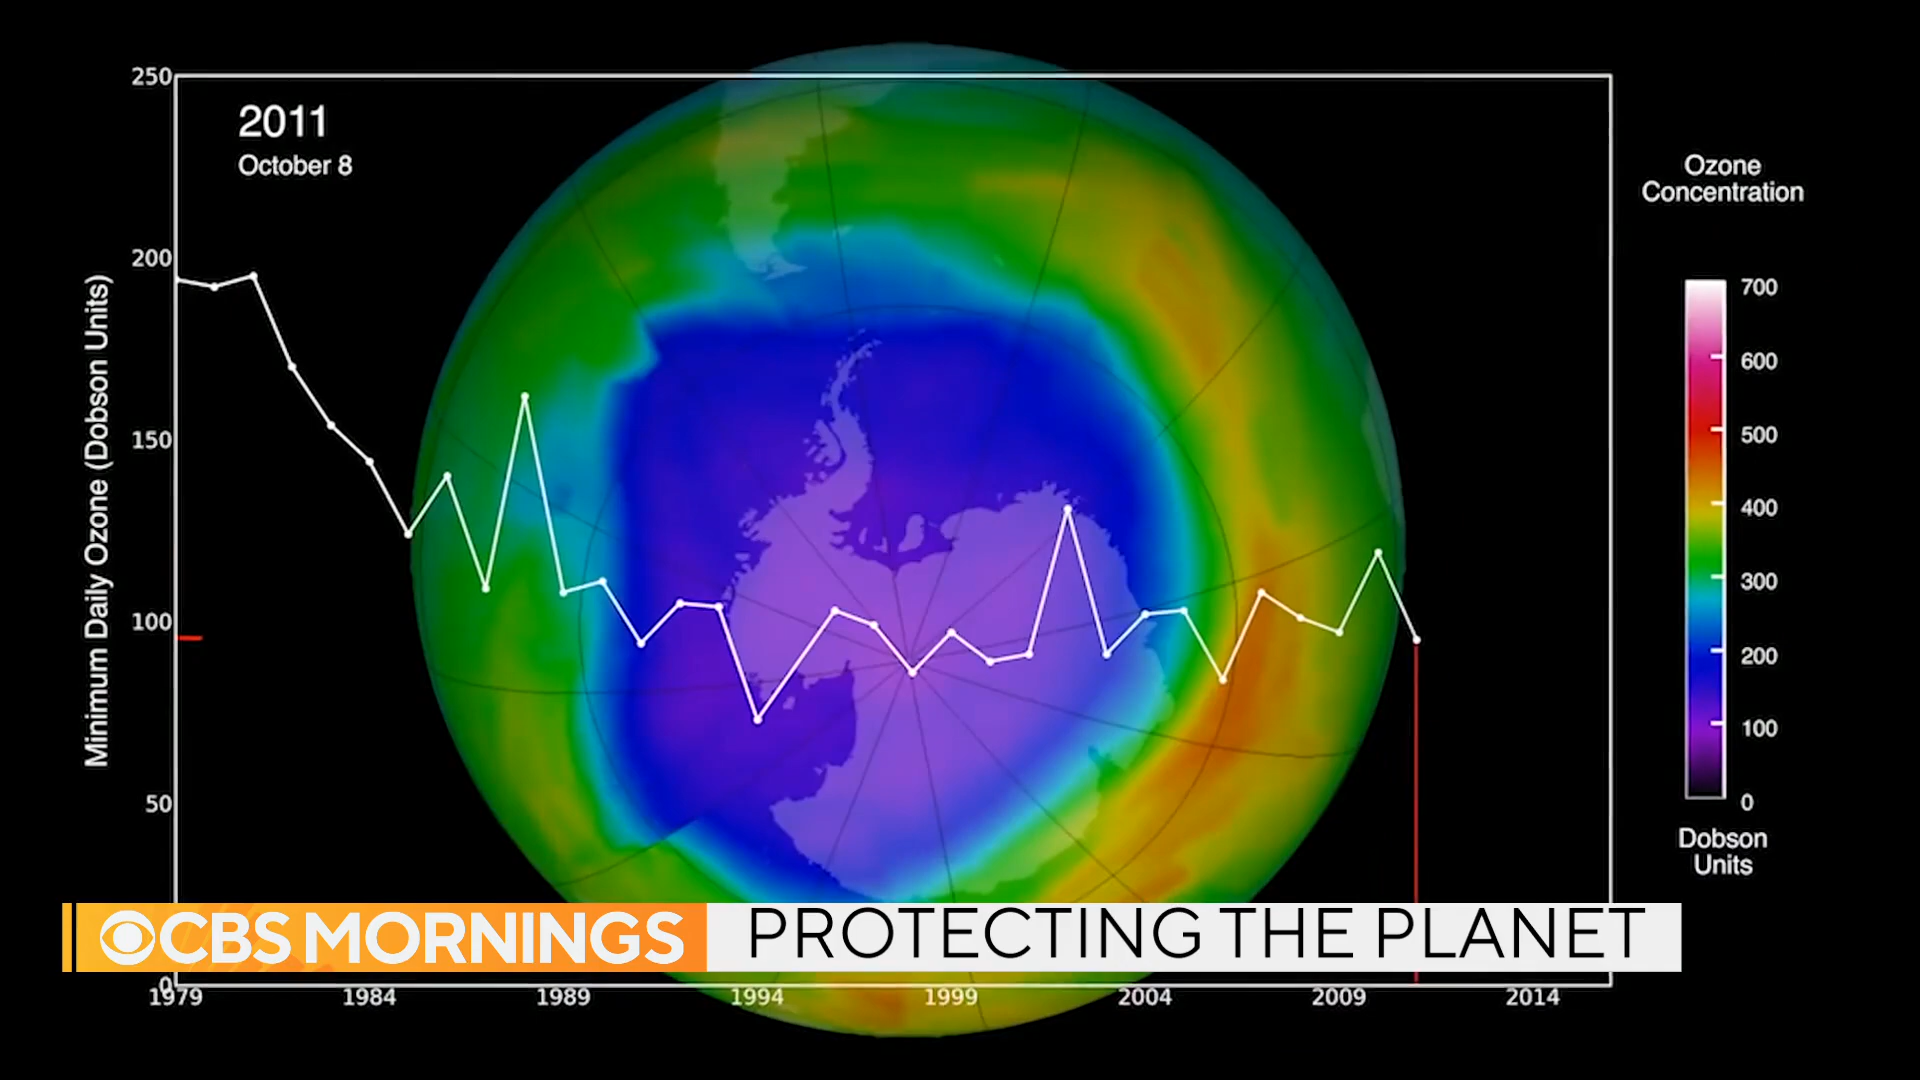 2011
October 8
250
200
150
100
50
0
Minimum Daily Ozone (Dobson Units)
1979
1984
1989
1994
1999
2004
2009
2014
Ozone
Concentration
700
600
500
400
300
200
100
0
Dobson
Units
CBS MORNINGS
PROTECTING THE PLANET